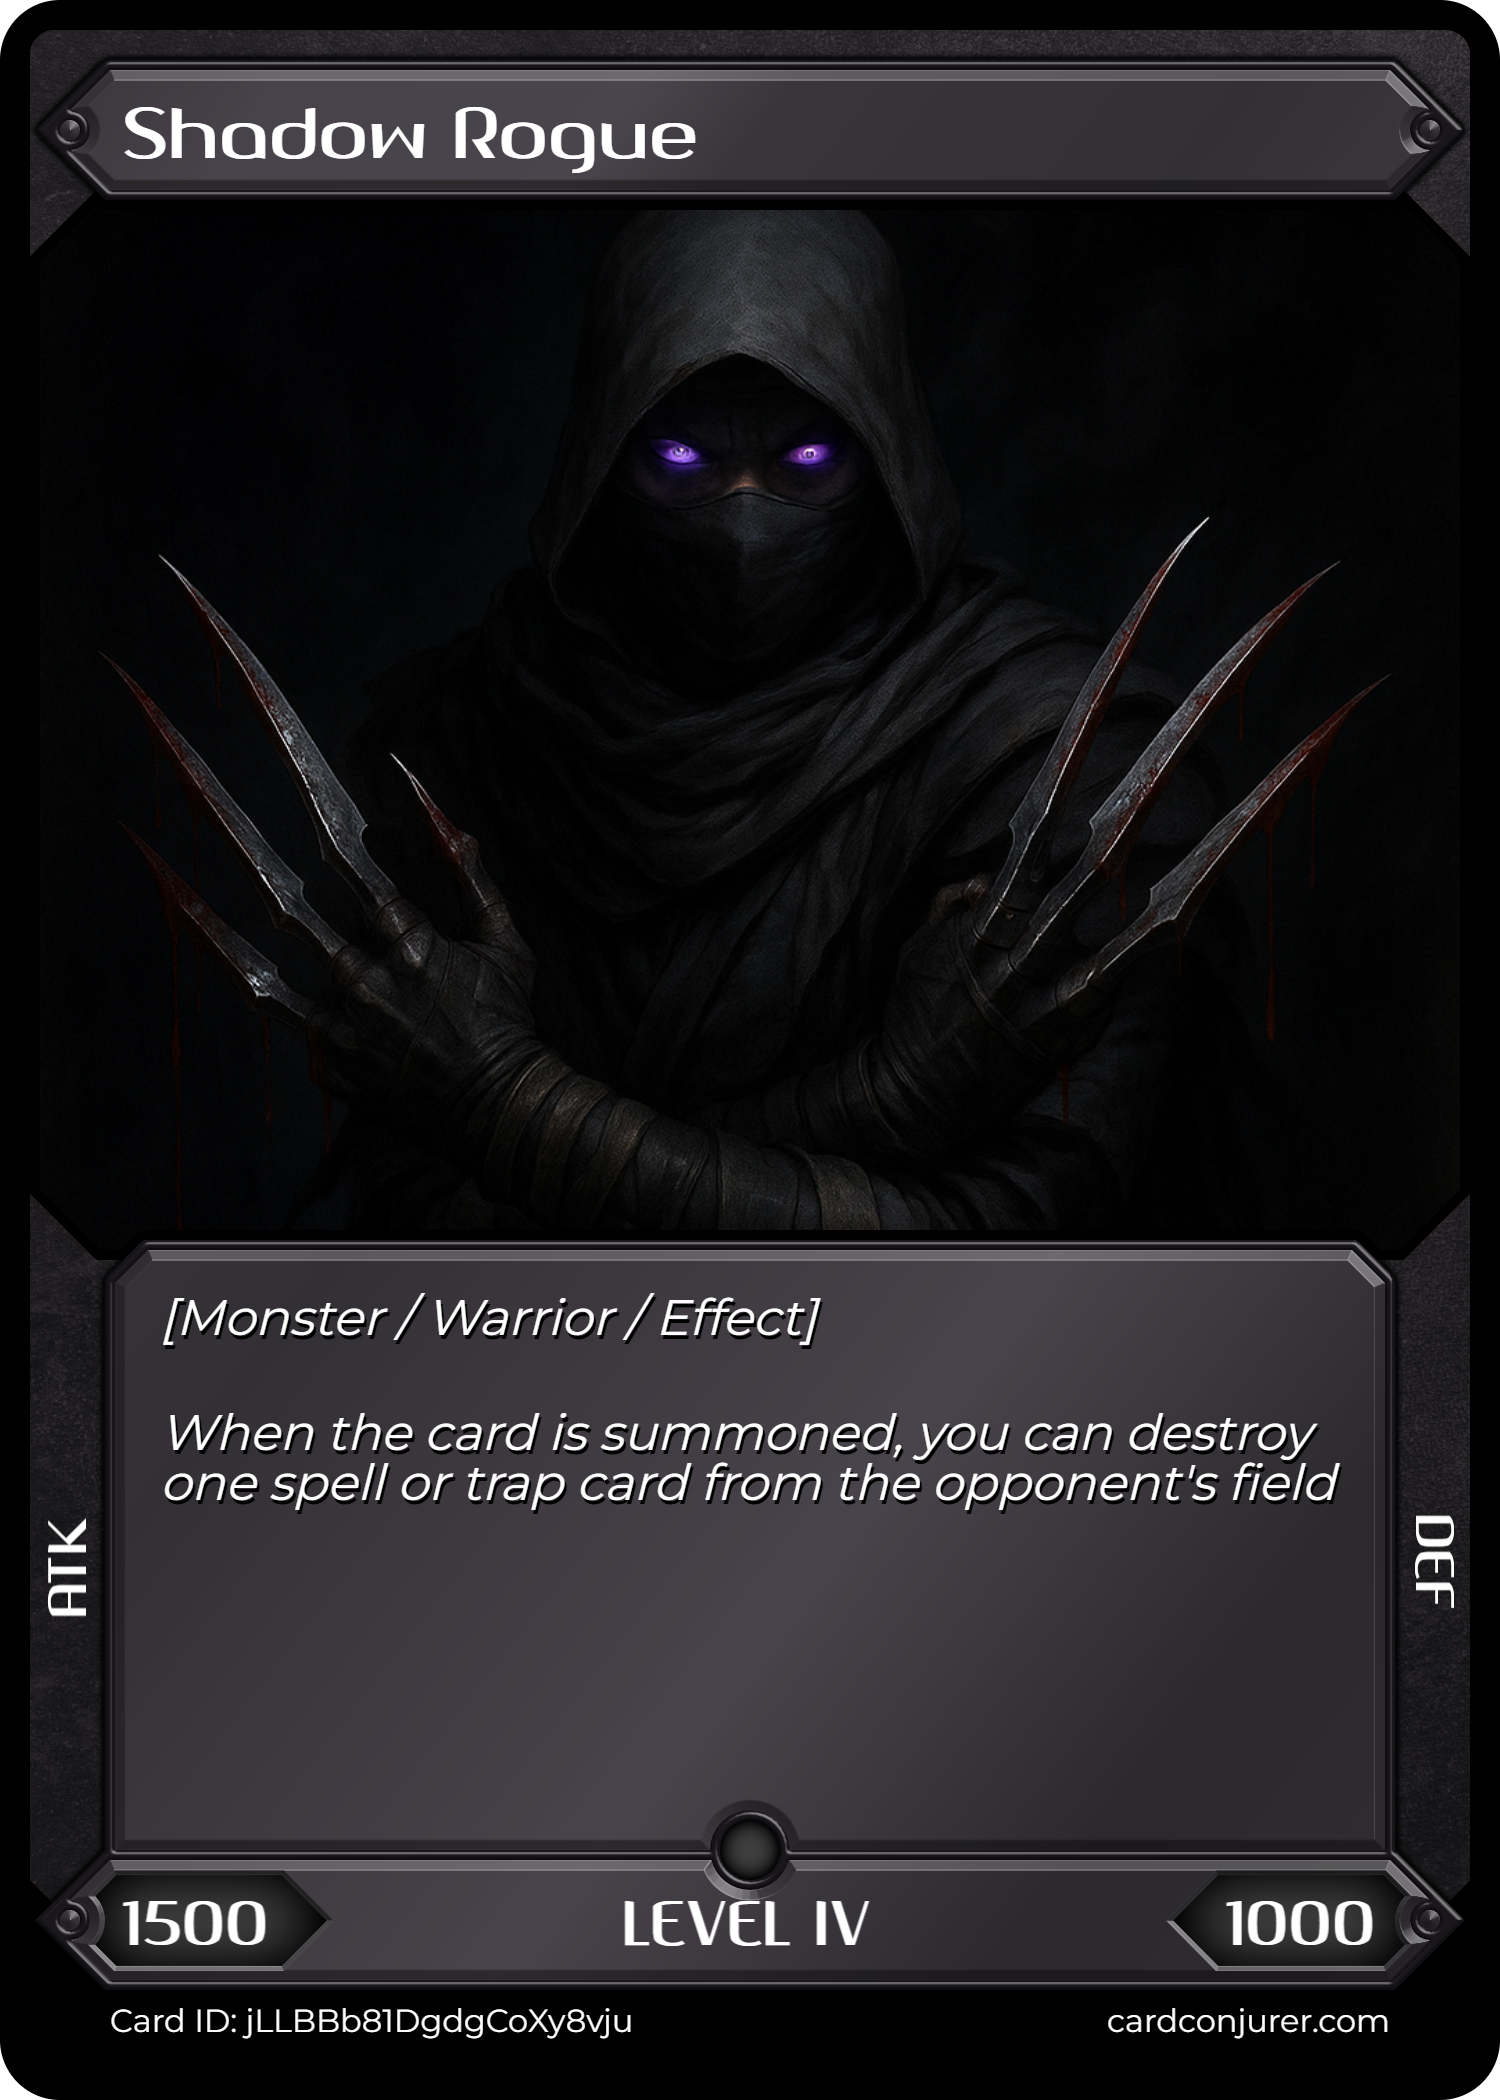 Shadow Rogue
[Monster / Warrior / Effect]
When the card is summoned, you can destroy
one spell or trap card from the opponent's field
ATK
DEF
1500
LEVEL IV
1000
Card ID: jLLBBb81DgdgCoXy8vju
cardconjurer.com